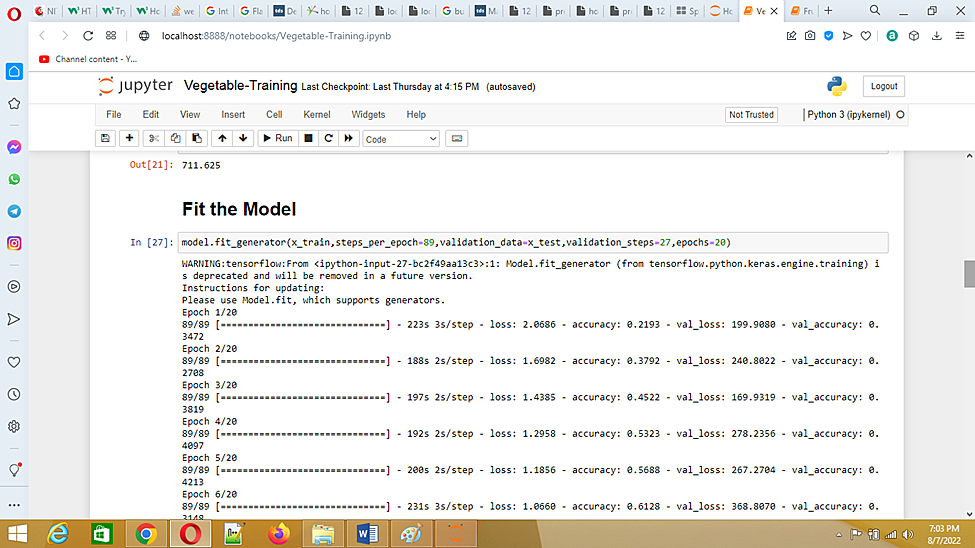 localhost:8888/notebooks/Vegetable-Training.ipynb
Channel content - Y...
jupyter Vegetable-Training Last Checkpoint: Last Thursday at 4:15 PM (autosaved)
Logout
File Edit View Insert Cell Kernel Widgets Help
Not Trusted
Python 3 (ipykernel)
Run
Code
Out[21]: 711.625
Fit the Model
In [27]: model.fit_generator(x_train,steps_per_epoch=89,validation_data=x_test,validation_steps=27,epochs=20)
WARNING:tensorflow:From <ipython-input-27-bc2f49aa13c3>:1: Model.fit_generator (from tensorflow.python.keras.engine.training) i
s deprecated and will be removed in a future version.
Instructions for updating:
Please use Model.fit, which supports generators.
Epoch 1/20
89/89 [==============================] - 223s 3s/step - loss: 2.0686 - accuracy: 0.2193 - val_loss: 199.9080 - val_accuracy: 0.
3472
Epoch 2/20
89/89 [==============================] - 188s 2s/step - loss: 1.6982 - accuracy: 0.3792 - val_loss: 240.8022 - val_accuracy: 0.
2708
Epoch 3/20
89/89 [==============================] - 197s 2s/step - loss: 1.4385 - accuracy: 0.4522 - val_loss: 169.9319 - val_accuracy: 0.
3819
Epoch 4/20
89/89 [==============================] - 192s 2s/step - loss: 1.2958 - accuracy: 0.5323 - val_loss: 278.2356 - val_accuracy: 0.
4097
Epoch 5/20
89/89 [==============================] - 200s 2s/step - loss: 1.1856 - accuracy: 0.5688 - val_loss: 267.2704 - val_accuracy: 0.
4213
Epoch 6/20
89/89 [==============================] - 231s 3s/step - loss: 1.0660 - accuracy: 0.6128 - val_loss: 368.8070 - val_accuracy: 0.
7:03 PM
8/7/2022